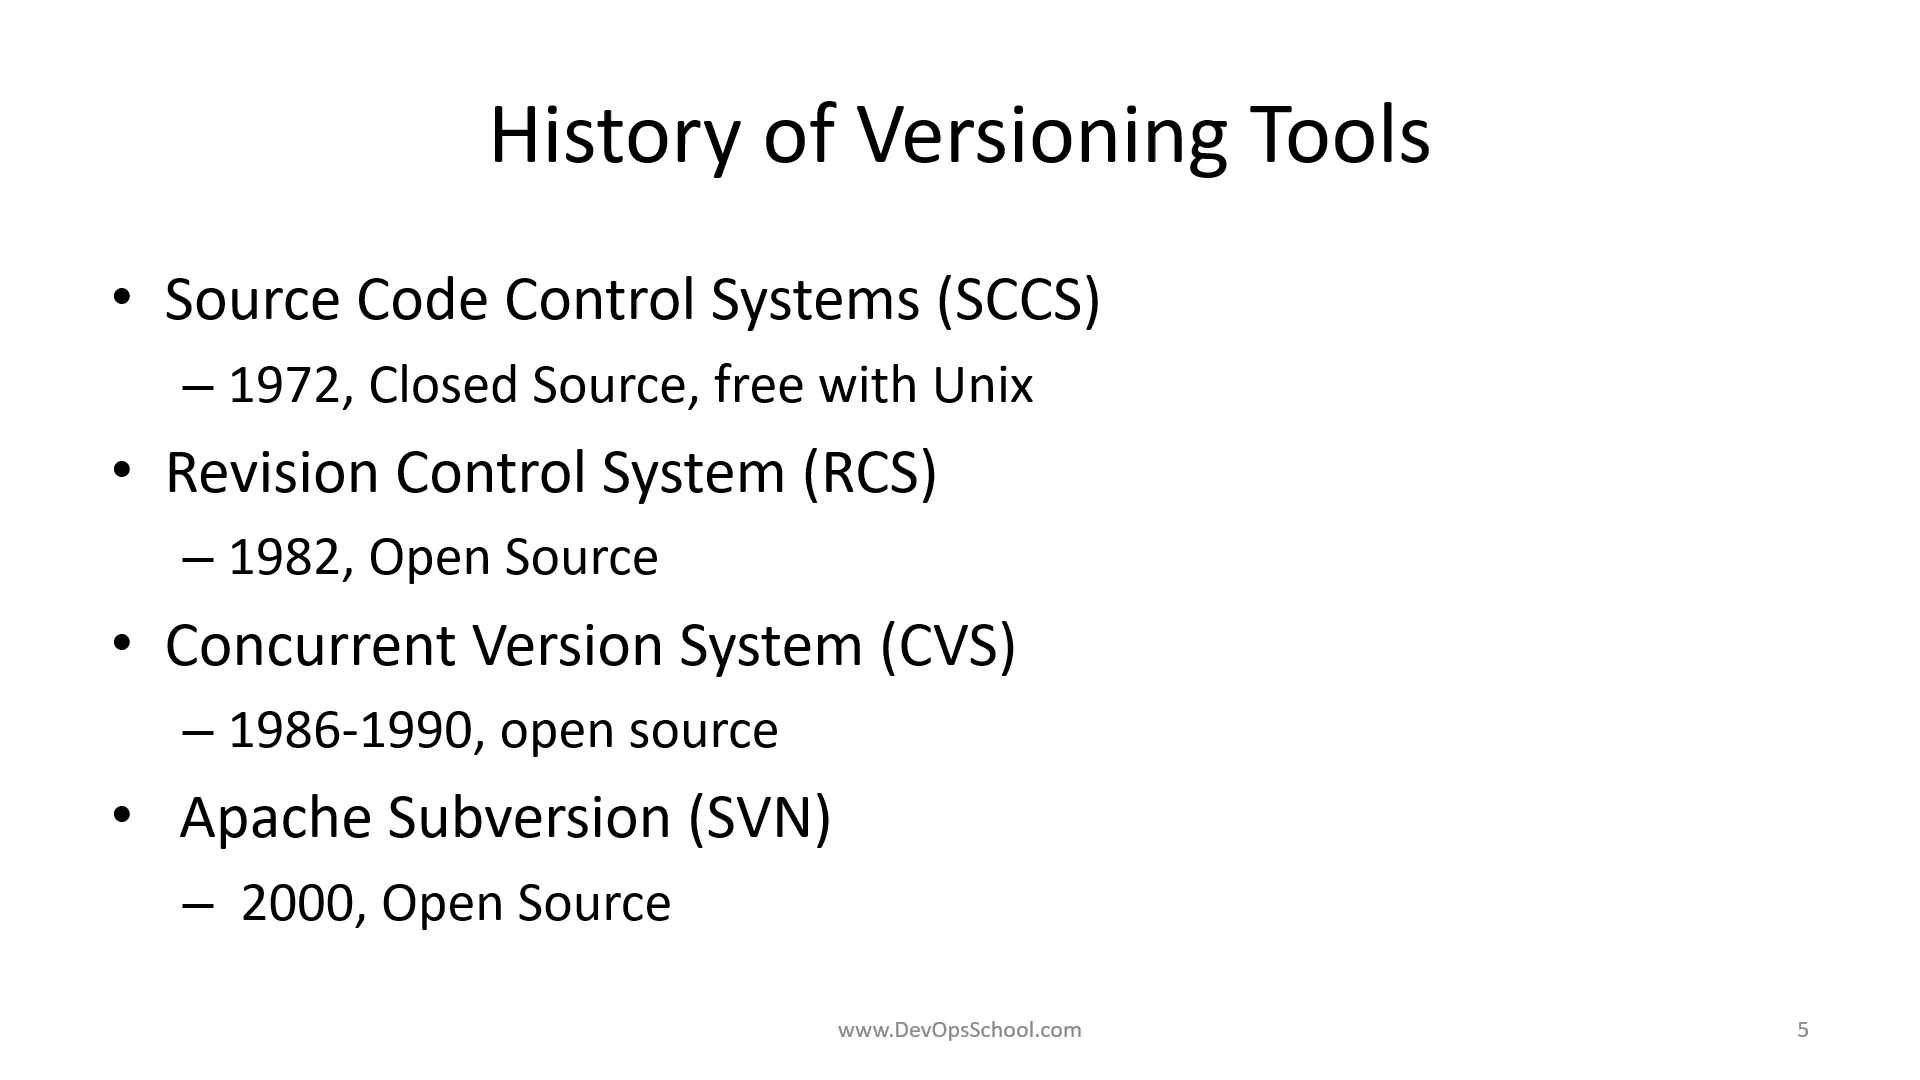 History of Versioning Tools
• Source Code Control Systems (SCCS)
– 1972, Closed Source, free with Unix
• Revision Control System (RCS)
– 1982, Open Source
• Concurrent Version System (CVS)
– 1986-1990, open source
• Apache Subversion (SVN)
– 2000, Open Source
www.DevOpsSchool.com
5